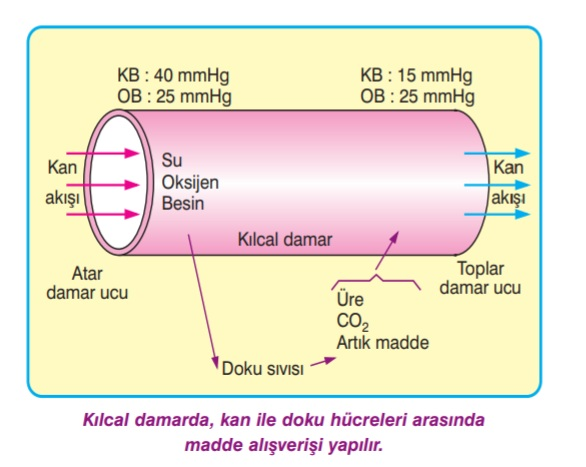 KB : 40 mmHg
OB : 25 mmHg
KB : 15 mmHg
OB : 25 mmHg
Kan
akışı
Su
Oksijen
Besin
Kan
akışı
Kılcal damar
Atar
damar ucu
Toplar
damar ucu
Üre
CO₂
Artık madde
Doku sıvısı
Kılcal damarda, kan ile doku hücreleri arasında
madde alışverişi yapılır.